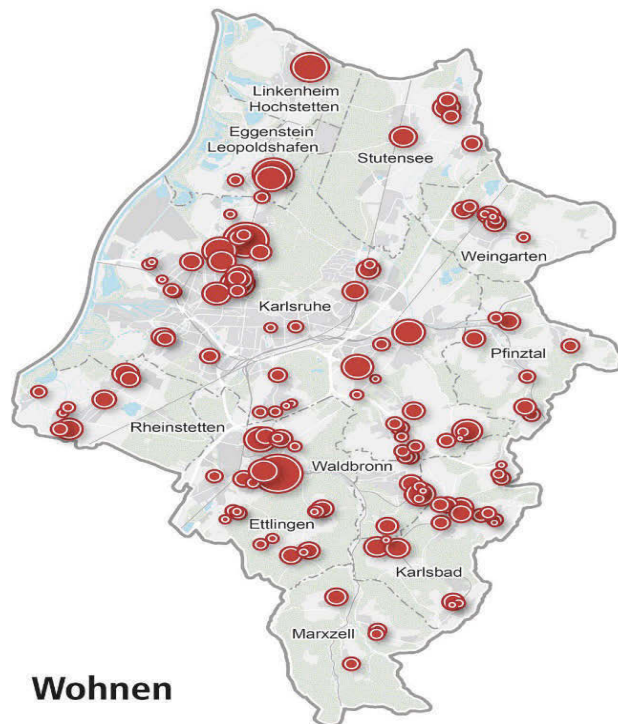 Linkenheim
Hochstetten
Eggenstein
Leopoldshafen
Stutensee
Weingarten
Karlsruhe
Pfinztal
Rheinstetten
Waldbronn
Ettlingen
Karlsbad
Marxzell
Wohnen